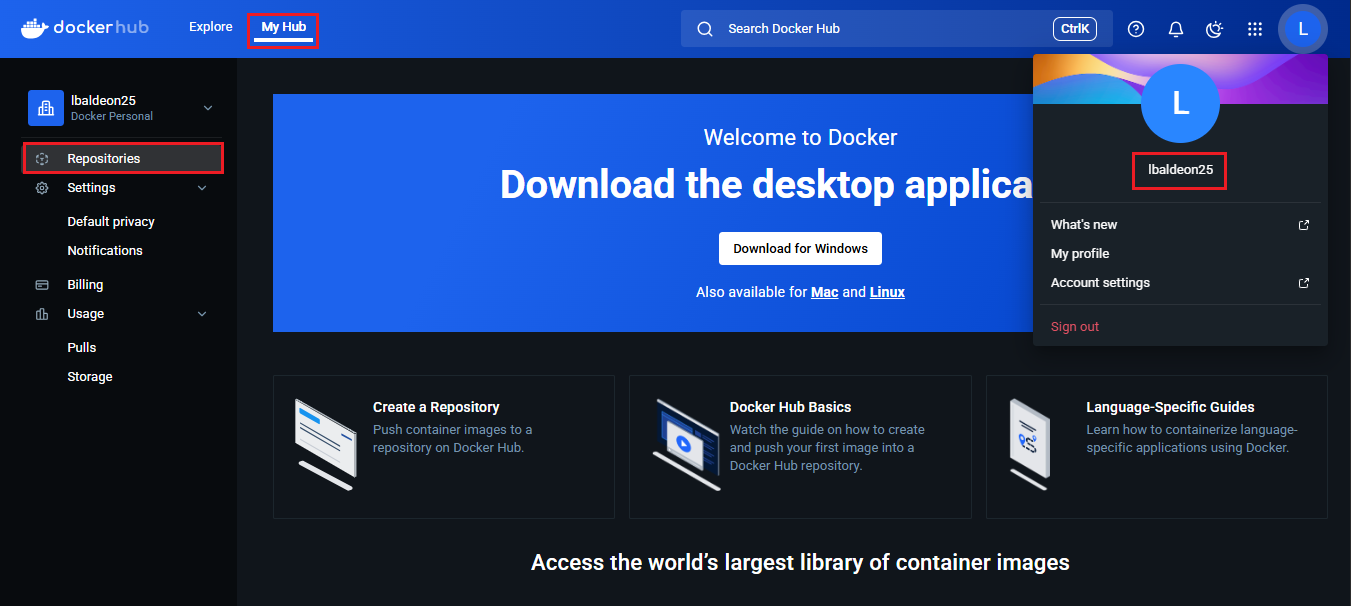 dockerhub
Explore
My Hub
Search Docker Hub
CtrlK
L
lbaldeon25
Docker Personal
Repositories
Settings
Default privacy
Notifications
Billing
Usage
Pulls
Storage
Welcome to Docker
Download the desktop applica
Download for Windows
Also available for Mac and Linux
L
lbaldeon25
What's new
My profile
Account settings
Sign out
Create a Repository
Push container images to a
repository on Docker Hub.
Docker Hub Basics
Watch the guide on how to create
and push your first image into a
Docker Hub repository.
Language-Specific Guides
Learn how to containerize language-
specific applications using Docker.
Access the world’s largest library of container images